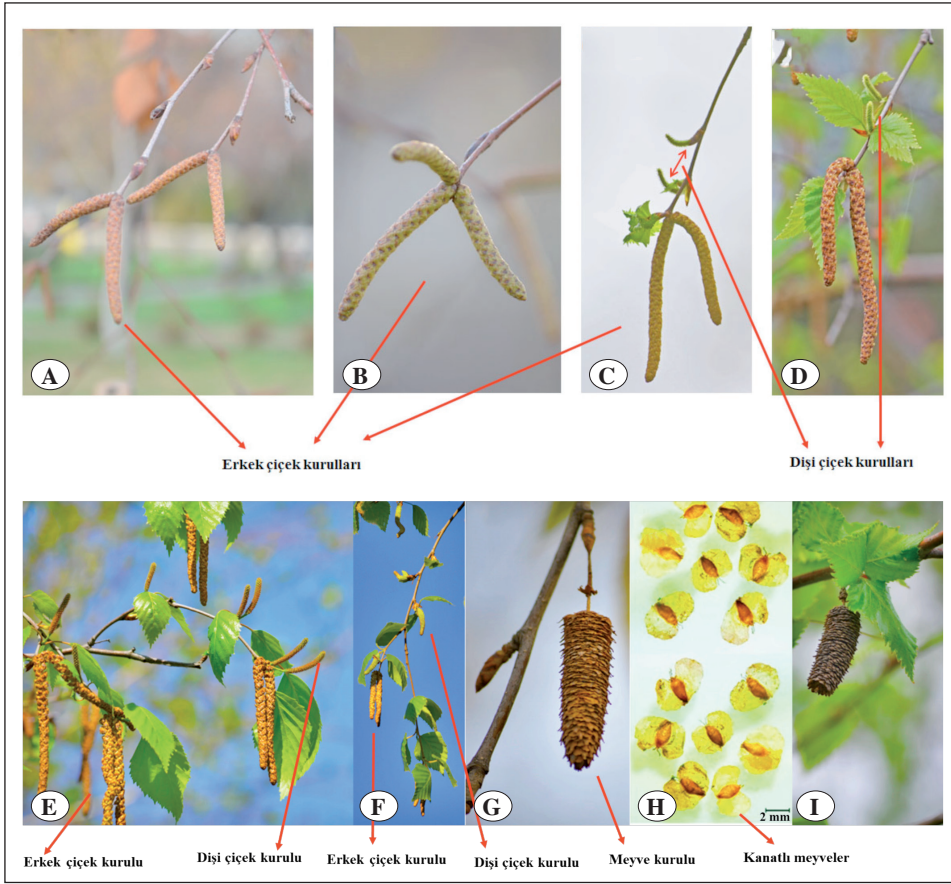 A
B
C
D
Erkek çiçek kurulları
Dişi çiçek kurulları
E
F
G
H
I
2 mm
Erkek çiçek kurulu
Dişi çiçek kurulu
Erkek çiçek kurulu
Dişi çiçek kurulu
Meyve kurulu
Kanatlı meyveler